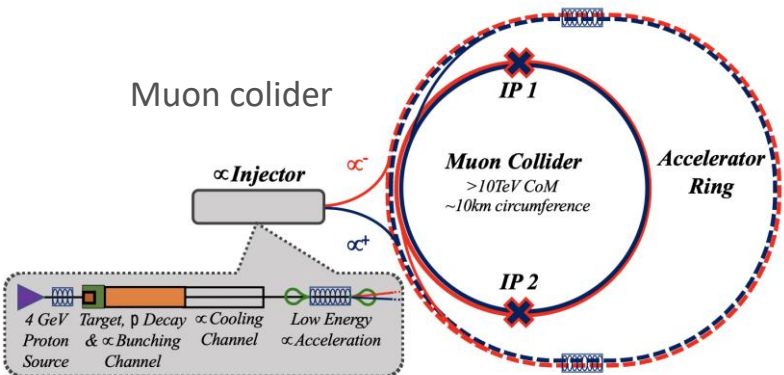 Muon colider
IP 1
∝Injector
∝-
∝+
Muon Collider
>10TeV CoM
~10km circumference
Accelerator
Ring
IP 2
4 GeV
Proton
Source
Target, p Decay
& ∝Bunching
Channel
∝Cooling
Channel
Low Energy
∝Acceleration